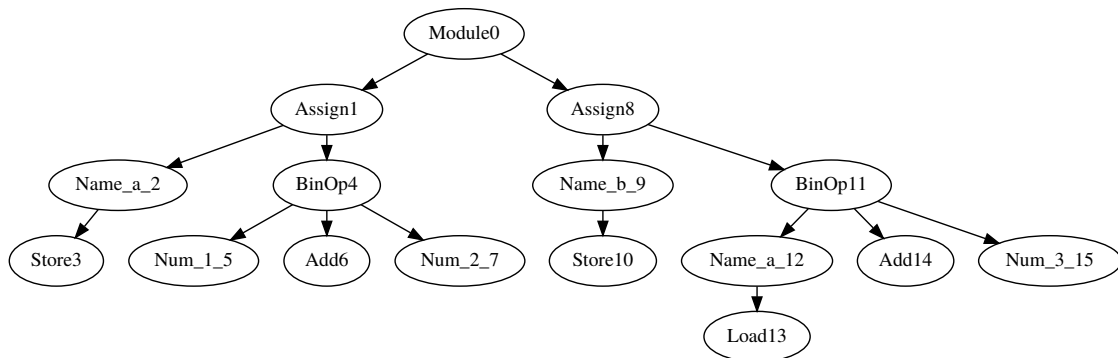 Module0
Assign1 Assign8
Name_a_2 BinOp4 Name_b_9 BinOp11
Store3 Num_1_5 Add6 Num_2_7 Store10 Name_a_12 Add14 Num_3_15
Load13